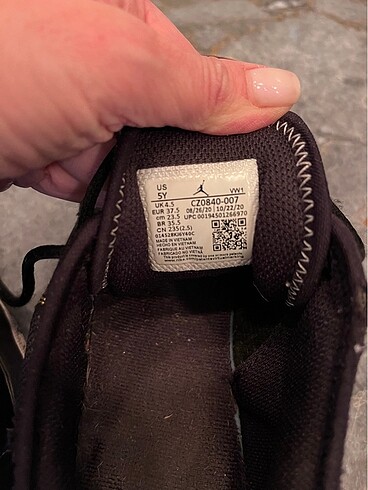 US
5Y
VW1
UK 4.5 CZ0840-007
EUR 37.5 08/26/20 10/22/20
cm 23.5 UPC 00194501266970
BR 35.5
CN 235(2.5)
MADE IN VIETNAM
HECHO EN VIETNAM
FABRIQUÉ AU VIETNAM
FABRICADO NO VIETNAM